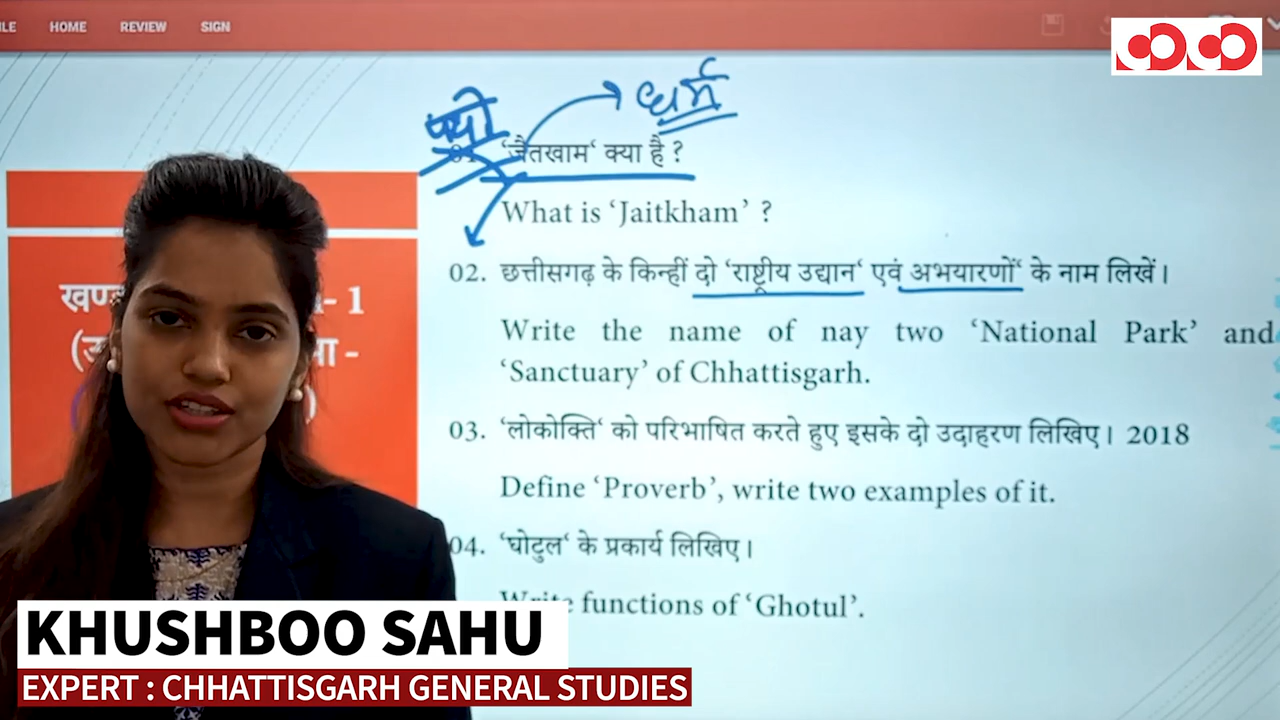 HOME REVIEW SIGN
धर्म
क्यो
01. 'जैतखाम' क्या है ?
What is 'Jaitkham' ?
02. छत्तीसगढ़ के किन्हीं दो 'राष्ट्रीय उद्यान' एवं अभयारणों' के नाम लिखें।
Write the name of nay two 'National Park' and
'Sanctuary' of Chhattisgarh.
03. 'लोकोक्ति' को परिभाषित करते हुए इसके दो उदाहरण लिखिए। 2018
Define 'Proverb', write two examples of it.
04. 'घोटुल' के प्रकार्य लिखिए।
functions of 'Ghotul'.
- 1
KHUSHBOO SAHU
EXPERT : CHHATTISGARH GENERAL STUDIES